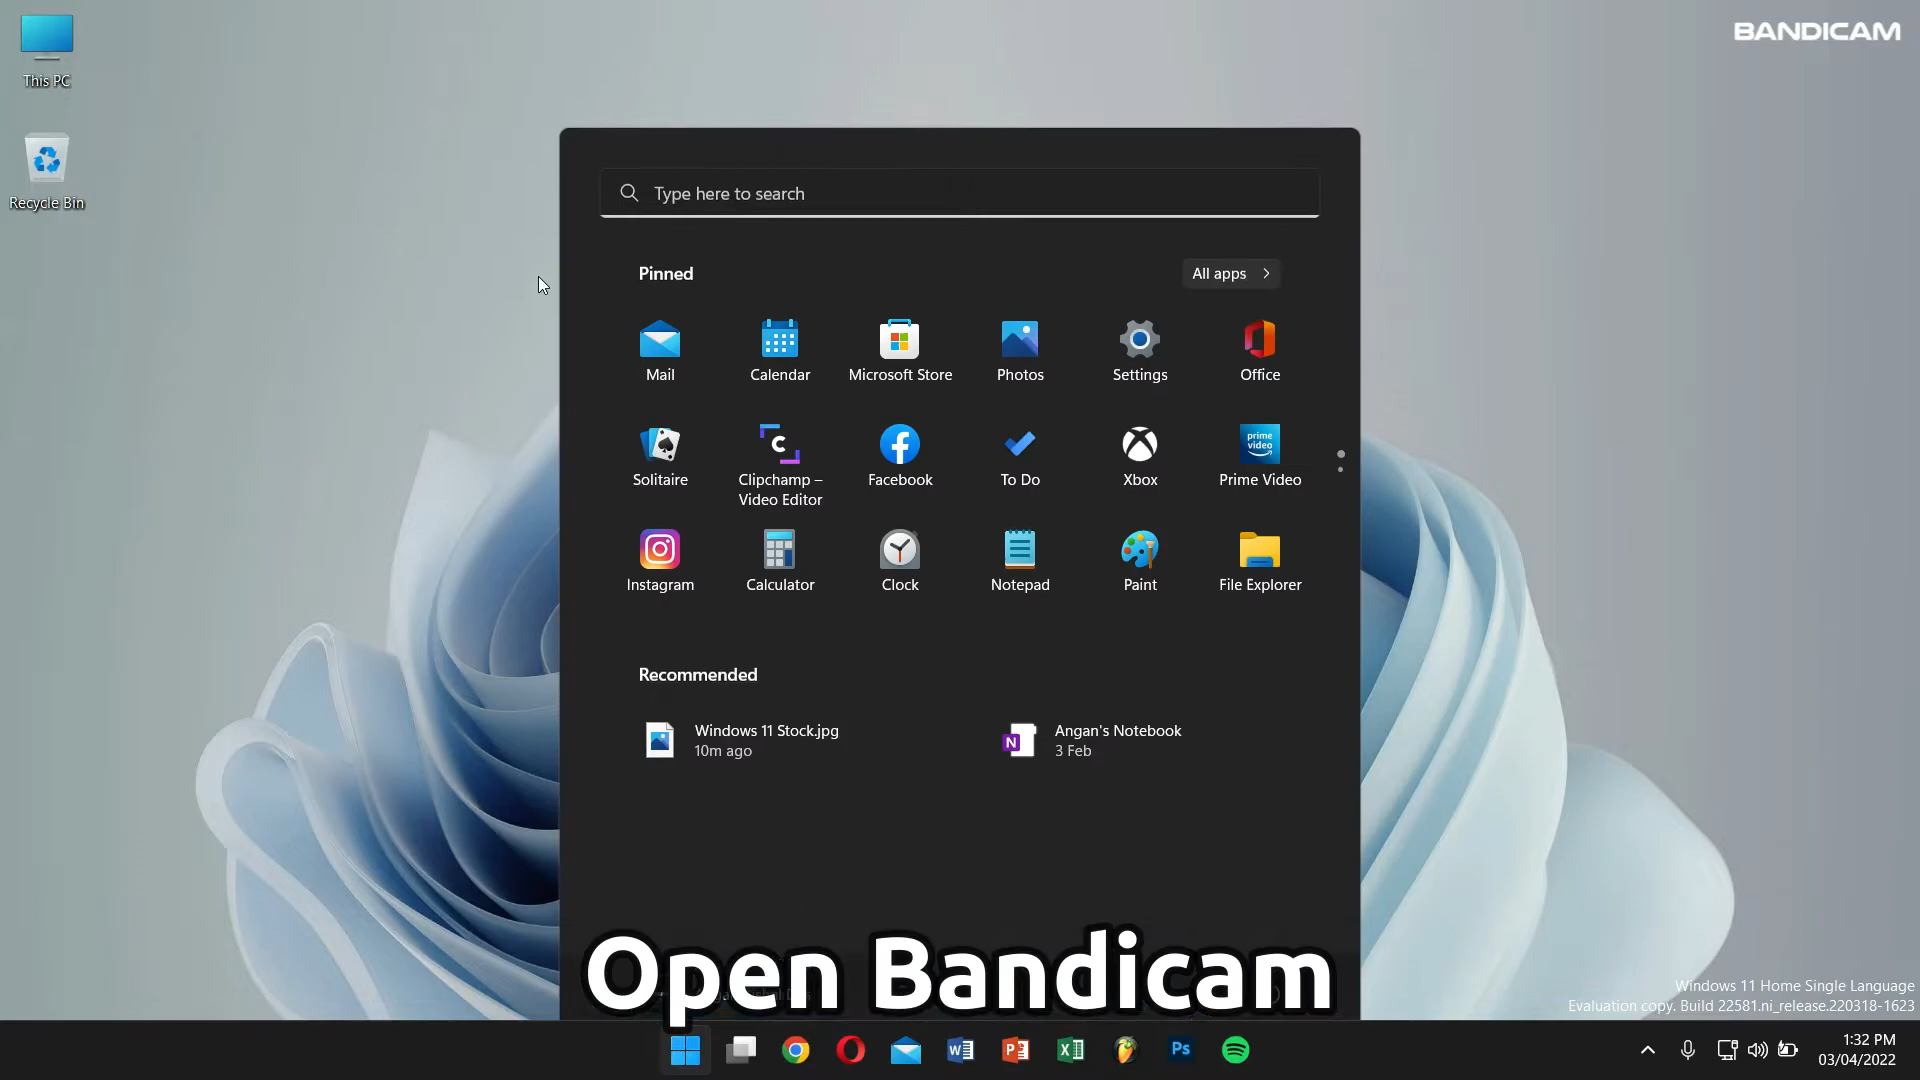 This PC
BANDICAM
Recycle Bin
Type here to search
Pinned
All apps
Mail
Calendar
Microsoft Store
Photos
Settings
Office
Solitaire
Clipchamp –
Video Editor
Facebook
To Do
Xbox
prime
video
Prime Video
Instagram
Calculator
Clock
Notepad
Paint
File Explorer
Recommended
Windows 11 Stock.jpg
10m ago
N
Angan's Notebook
3 Feb
Open Bandicam
Windows 11 Home Single Language
Evaluation copy. Build 22581.ni_release.220318-1623
Ps
1:32 PM
03/04/2022